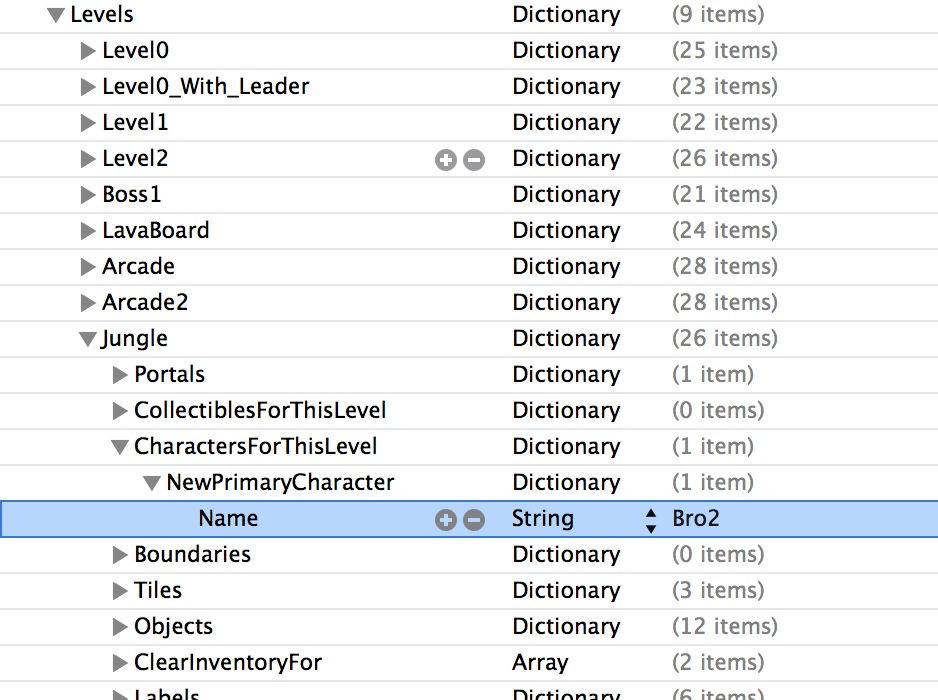 Levels Dictionary (9 items)
Level0 Dictionary (25 items)
Level0_With_Leader Dictionary (23 items)
Level1 Dictionary (22 items)
Level2 Dictionary (26 items)
Boss1 Dictionary (21 items)
LavaBoard Dictionary (24 items)
Arcade Dictionary (28 items)
Arcade2 Dictionary (28 items)
Jungle Dictionary (26 items)
Portals Dictionary (1 item)
CollectiblesForThisLevel Dictionary (0 items)
CharactersForThisLevel Dictionary (1 item)
NewPrimaryCharacter Dictionary (1 item)
Name String Bro2
Boundaries Dictionary (0 items)
Tiles Dictionary (3 items)
Objects Dictionary (12 items)
ClearInventoryFor Array (2 items)
Labels Dictionary (6 items)